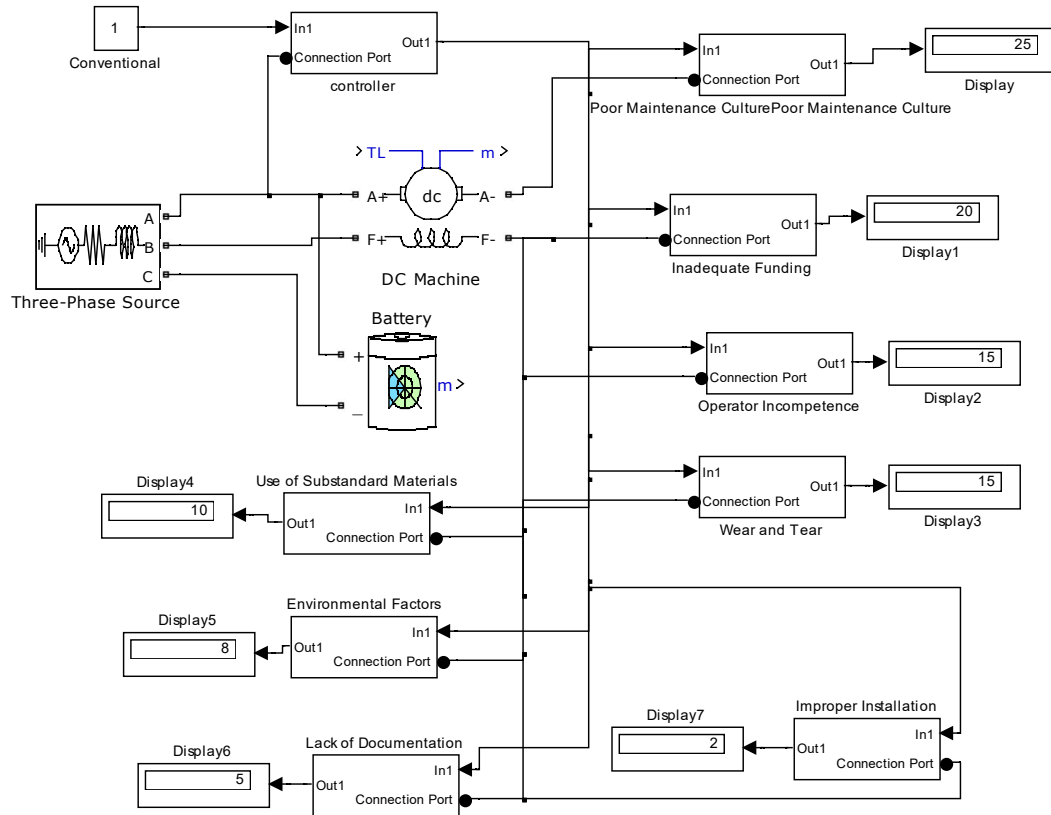 1
Conventional
In1
Connection Port
Out1
controller
In1
Connection Port
Out1
Poor Maintenance CulturePoor Maintenance Culture
25
Display
TL
m
A+
dc
A-
F+
F-
DC Machine
A
B
C
Three-Phase Source
In1
Connection Port
Out1
Inadequate Funding
20
Display1
Battery
+
m
_
In1
Connection Port
Out1
Operator Incompetence
15
Display2
In1
Connection Port
Out1
Wear and Tear
15
Display3
Display4
10
Use of Substandard Materials
Out1
In1
Connection Port
Display5
8
Environmental Factors
Out1
In1
Connection Port
Display6
5
Lack of Documentation
Out1
In1
Connection Port
Display7
2
Improper Installation
Out1
In1
Connection Port